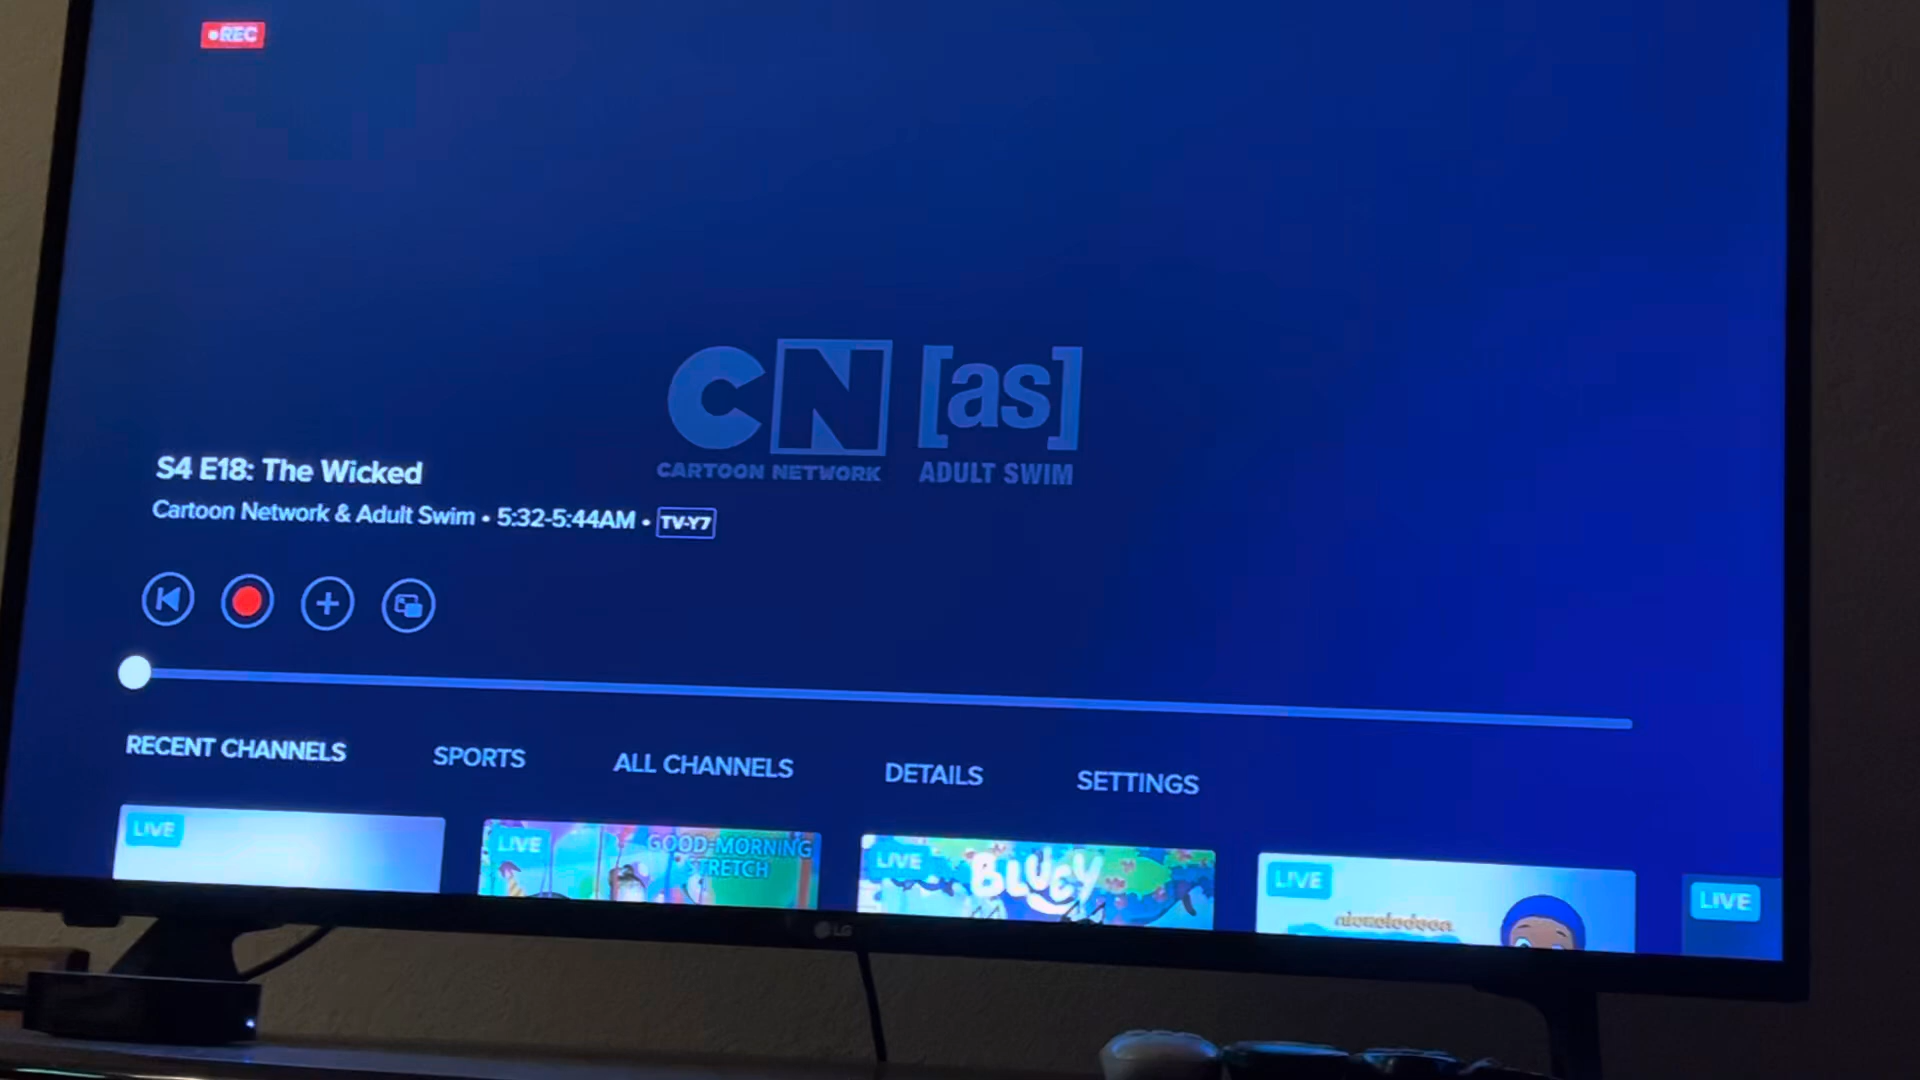 REC
CN [as]
CARTOON NETWORK ADULT SWIM
S4 E18: The Wicked
Cartoon Network & Adult Swim • 5:32-5:44AM • TV-Y7
RECENT CHANNELS SPORTS ALL CHANNELS DETAILS SETTINGS
LIVE
LIVE
GOOD-MORNING
STRETCH
LIVE
BLUEY
LIVE
nickelodeon
LIVE
LG